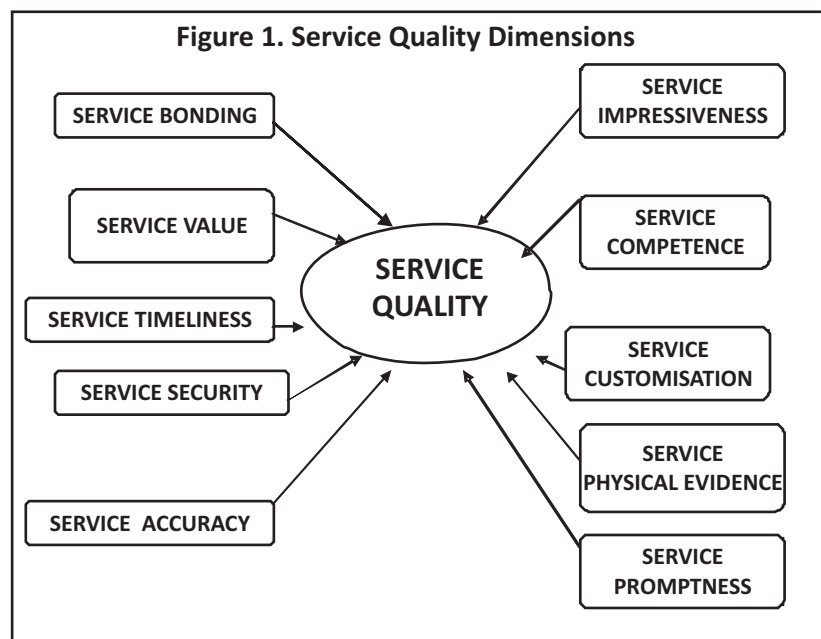 Figure 1. Service Quality Dimensions
SERVICE BONDING
SERVICE VALUE
SERVICE TIMELINESS
SERVICE SECURITY
SERVICE ACCURACY
SERVICE
QUALITY
SERVICE
IMPRESSIVENESS
SERVICE
COMPETENCE
SERVICE
CUSTOMISATION
SERVICE
PHYSICAL EVIDENCE
SERVICE
PROMPTNESS